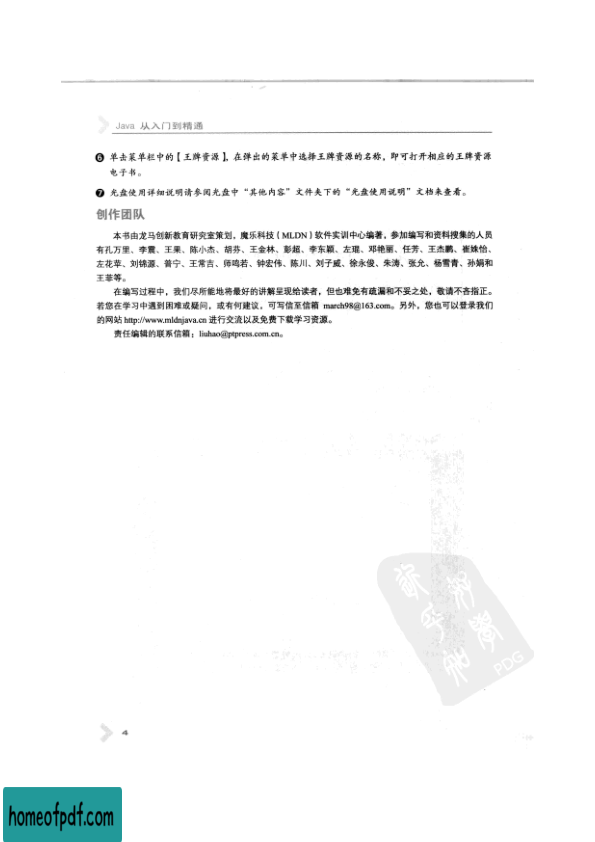 Java 从入门到精通
❻ 单击菜单栏中的【王牌资源】，在弹出的菜单中选择王牌资源的名称，即可打开相应的王牌资源
电子书。
❼ 光盘使用详细说明请参阅光盘中“其他内容”文件夹下的“光盘使用说明”文档来查看。
创作团队
本书由龙马创新教育研究室策划，魔乐科技（MLDN）软件实训中心编著，参加编写和资料搜集的人员
有孔万里、李震、王果、陈小杰、胡芬、王金林、彭超、李东颖、左琨、邓艳丽、任芳、王杰鹏、崔姝怡、
左花苹、刘锦源、普宁、王常吉、师鸣若、钟宏伟、陈川、刘子威、徐永俊、朱涛、张允、杨雪青、孙娟和
王菲等。
在编写过程中，我们尽所能地将最好的讲解呈现给读者，但也难免有疏漏和不妥之处，敬请不吝指正。
若您在学习中遇到困难或疑问，或有何建议，可写信至信箱 march98@163.com。另外，您也可以登录我们
的网站 http://www.mldnjava.cn 进行交流以及免费下载学习资源。
责任编辑的联系信箱：liuhao@ptpress.com.cn。
PDG
4
homeofpdf.com